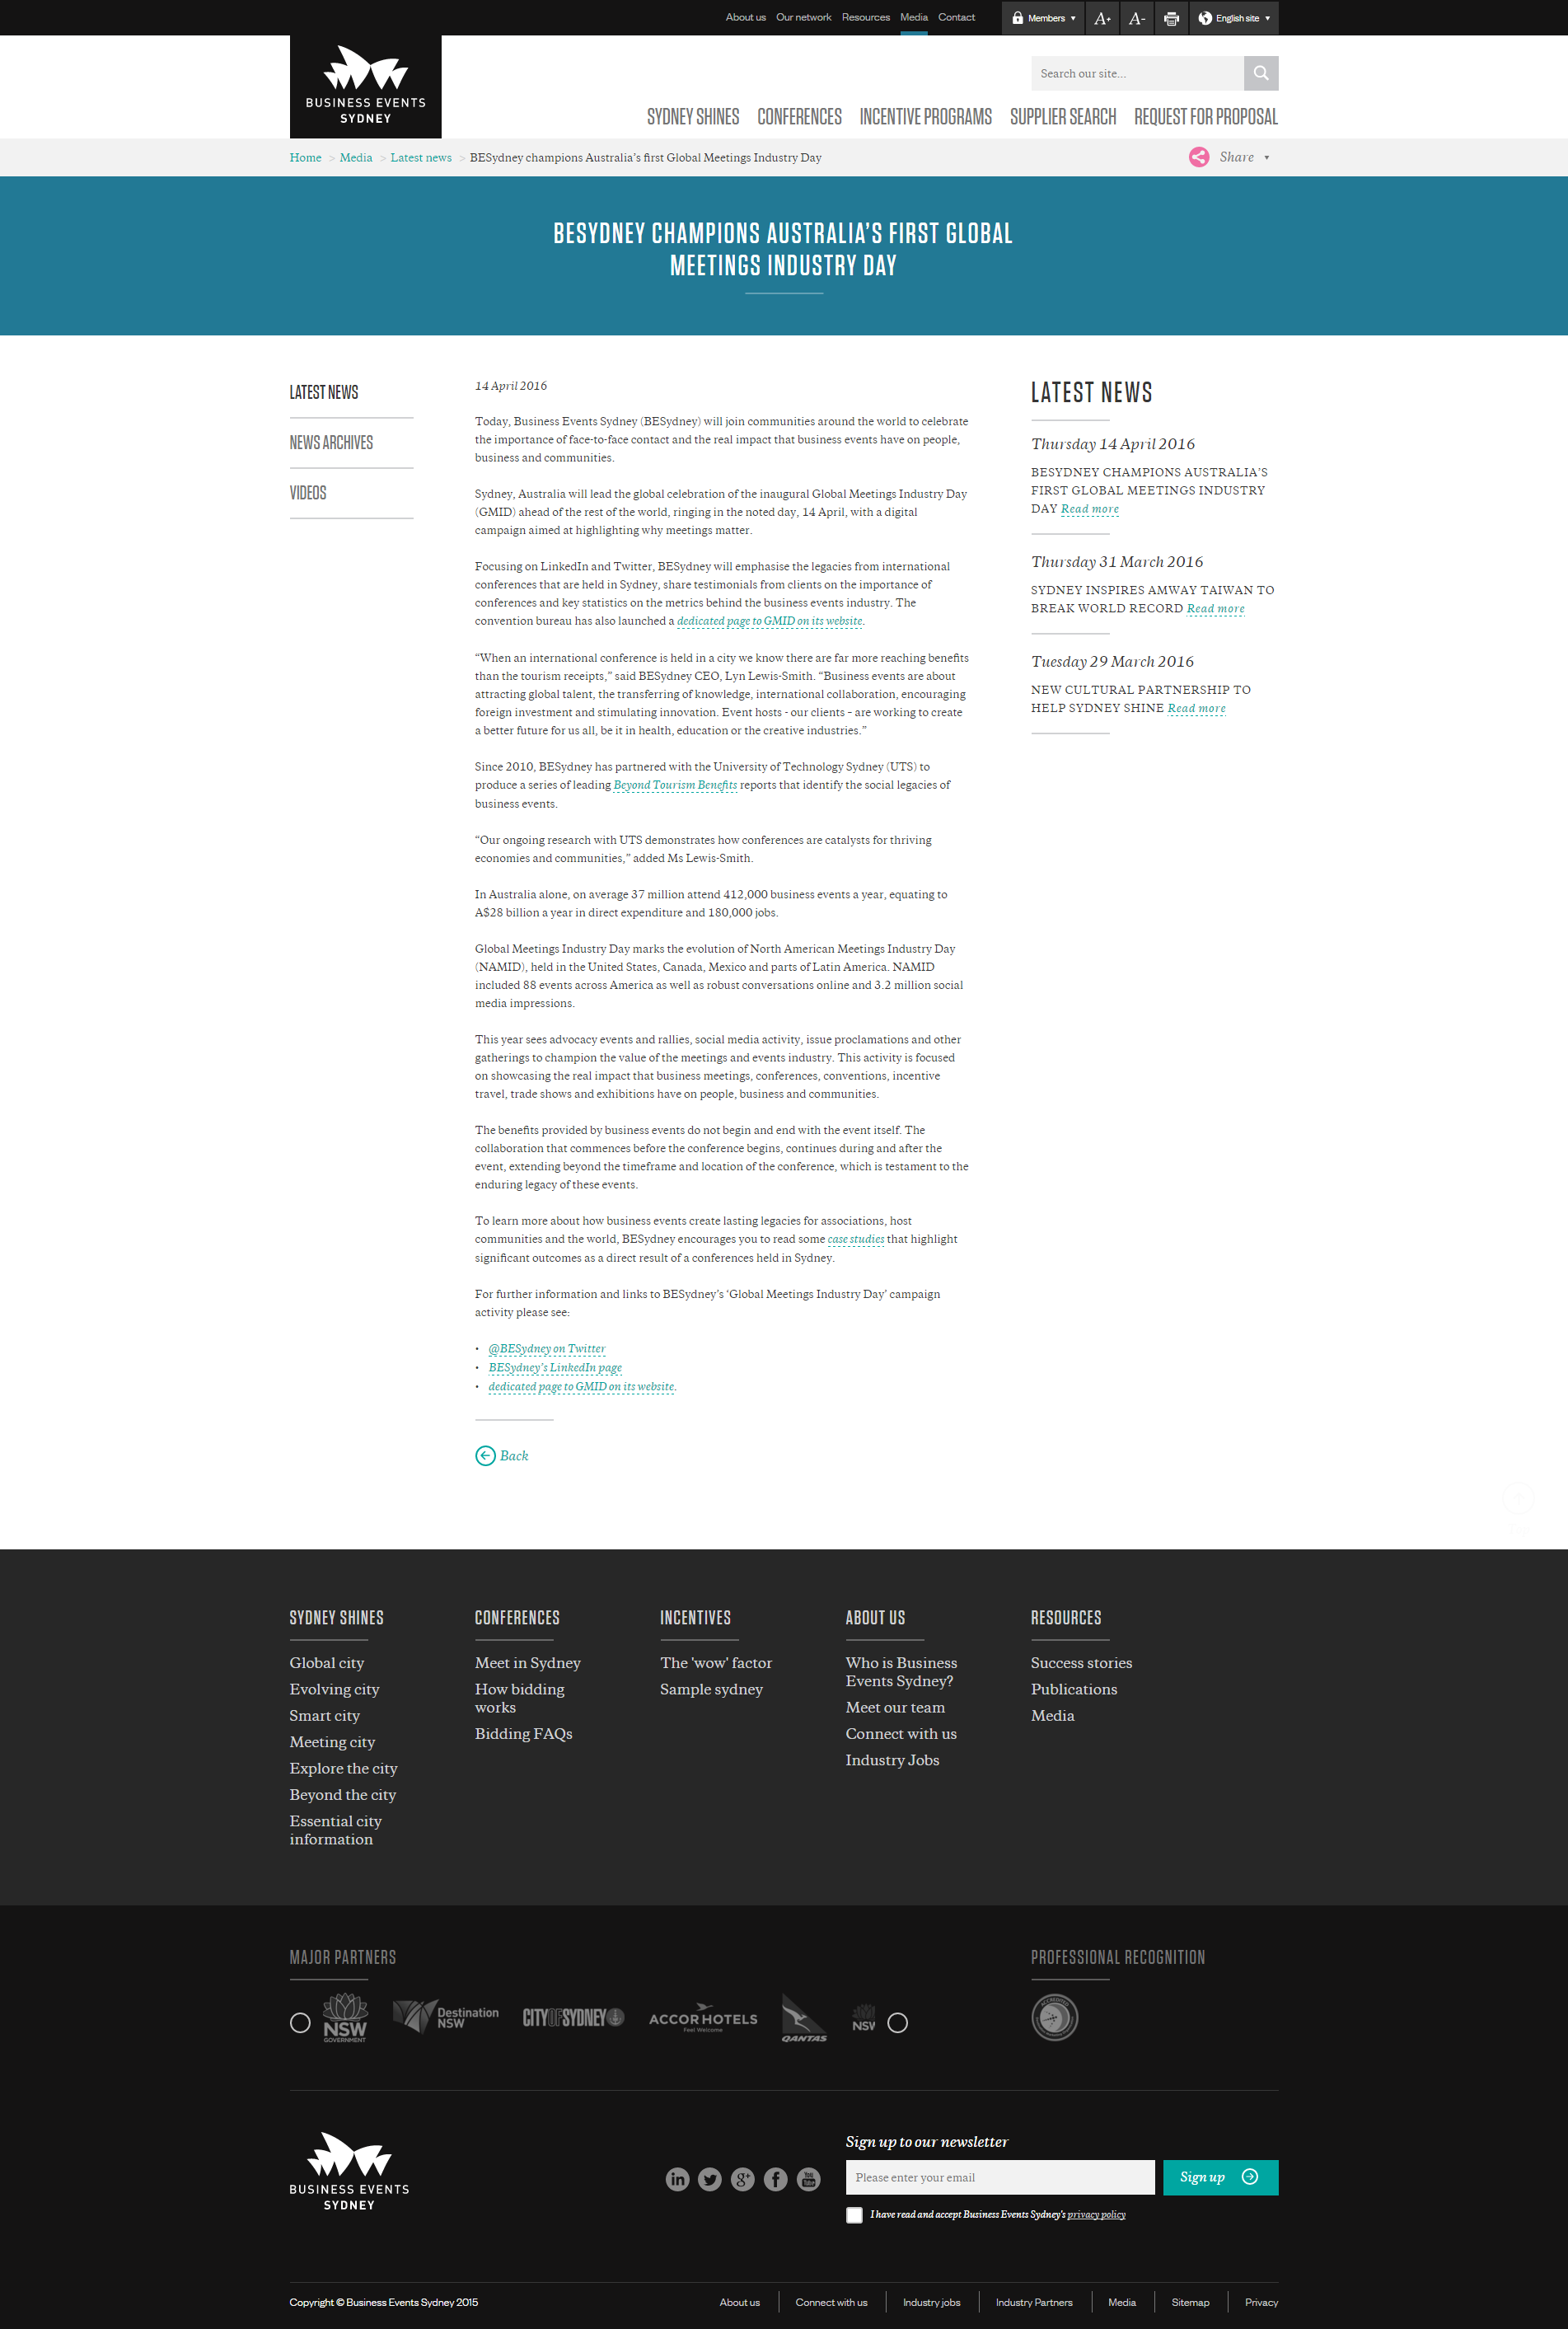 About us Our network Resources Media Contact Members A+ A- English site
BUSINESS EVENTS
SYDNEY
Search our site...
SYDNEY SHINES CONFERENCES INCENTIVE PROGRAMS SUPPLIER SEARCH REQUEST FOR PROPOSAL
Home > Media > Latest news > BESydney champions Australia’s first Global Meetings Industry Day Share
BESYDNEY CHAMPIONS AUSTRALIA’S FIRST GLOBAL
MEETINGS INDUSTRY DAY
LATEST NEWS
NEWS ARCHIVES
VIDEOS
14 April 2016
Today, Business Events Sydney (BESydney) will join communities around the world to celebrate
the importance of face-to-face contact and the real impact that business events have on people,
business and communities.
Sydney, Australia will lead the global celebration of the inaugural Global Meetings Industry Day
(GMID) ahead of the rest of the world, ringing in the noted day, 14 April, with a digital
campaign aimed at highlighting why meetings matter.
Focusing on LinkedIn and Twitter, BESydney will emphasise the legacies from international
conferences that are held in Sydney, share testimonials from clients on the importance of
conferences and key statistics on the metrics behind the business events industry. The
convention bureau has also launched a dedicated page to GMID on its website.
“When an international conference is held in a city we know there are far more reaching benefits
than the tourism receipts,” said BESydney CEO, Lyn Lewis-Smith. “Business events are about
attracting global talent, the transferring of knowledge, international collaboration, encouraging
foreign investment and stimulating innovation. Event hosts - our clients – are working to create
a better future for us all, be it in health, education or the creative industries.”
Since 2010, BESydney has partnered with the University of Technology Sydney (UTS) to
produce a series of leading Beyond Tourism Benefits reports that identify the social legacies of
business events.
“Our ongoing research with UTS demonstrates how conferences are catalysts for thriving
economies and communities,” added Ms Lewis-Smith.
In Australia alone, on average 37 million attend 412,000 business events a year, equating to
A$28 billion a year in direct expenditure and 180,000 jobs.
Global Meetings Industry Day marks the evolution of North American Meetings Industry Day
(NAMID), held in the United States, Canada, Mexico and parts of Latin America. NAMID
included 88 events across America as well as robust conversations online and 3.2 million social
media impressions.
This year sees advocacy events and rallies, social media activity, issue proclamations and other
gatherings to champion the value of the meetings and events industry. This activity is focused
on showcasing the real impact that business meetings, conferences, conventions, incentive
travel, trade shows and exhibitions have on people, business and communities.
The benefits provided by business events do not begin and end with the event itself. The
collaboration that commences before the conference begins, continues during and after the
event, extending beyond the timeframe and location of the conference, which is testament to the
enduring legacy of these events.
To learn more about how business events create lasting legacies for associations, host
communities and the world, BESydney encourages you to read some case studies that highlight
significant outcomes as a direct result of a conferences held in Sydney.
For further information and links to BESydney’s ‘Global Meetings Industry Day’ campaign
activity please see:
• @BESydney on Twitter
• BESydney’s LinkedIn page
• dedicated page to GMID on its website.
Back
LATEST NEWS
Thursday 14 April 2016
BESYDNEY CHAMPIONS AUSTRALIA’S
FIRST GLOBAL MEETINGS INDUSTRY
DAY Read more
Thursday 31 March 2016
SYDNEY INSPIRES AMWAY TAIWAN TO
BREAK WORLD RECORD Read more
Tuesday 29 March 2016
NEW CULTURAL PARTNERSHIP TO
HELP SYDNEY SHINE Read more
SYDNEY SHINES
Global city
Evolving city
Smart city
Meeting city
Explore the city
Beyond the city
Essential city
information
CONFERENCES
Meet in Sydney
How bidding
works
Bidding FAQs
INCENTIVES
The 'wow' factor
Sample sydney
ABOUT US
Who is Business
Events Sydney?
Meet our team
Connect with us
Industry Jobs
RESOURCES
Success stories
Publications
Media
MAJOR PARTNERS
NSW
GOVERNMENT
Destination
NSW
CITY OF SYDNEY
ACCORHOTELS
Feel Welcome
QANTAS
NSW
PROFESSIONAL RECOGNITION
ACCREDITED
BUSINESS EVENTS
SYDNEY
in g+ f You Tube
Sign up to our newsletter
Please enter your email
Sign up
I have read and accept Business Events Sydney's privacy policy
Copyright © Business Events Sydney 2015
About us Connect with us Industry jobs Industry Partners Media Sitemap Privacy